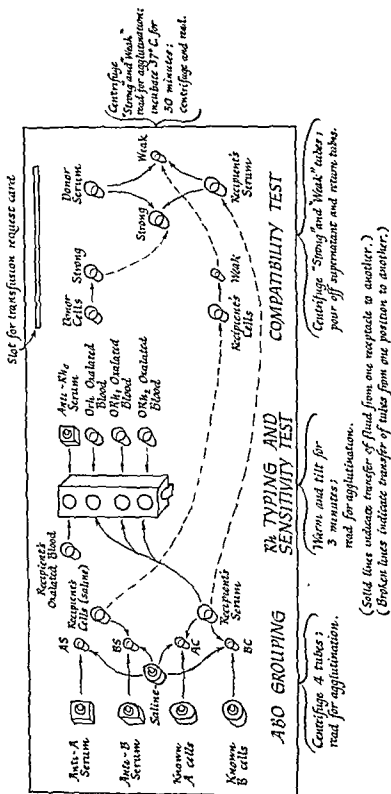 Slot for transfusion request card
Centrifuge
"Strong" and "Weak"
read for agglutination;
incubate 37° C. for
30 minutes;
centrifuge and read.
Anti-A
Serum
Anti-B
Serum
Known
A cells
Known
B cells
AS
BS
Saline
AC
BC
Recipient's
Cells (saline)
Recipient's
Serum
Recipient's
Oxalated Blood
Anti-Rho
Serum
Orh Oxalated
Blood
ORh₁ Oxalated
Blood
ORh₂ Oxalated
Blood
Donor
Cells
Strong
Donor
Serum
Strong
Weak
Recipient's
Cells
Weak
Recipient's
Serum
ABO GROUPING
Rh TYPING AND
SENSITIVITY TEST
COMPATIBILITY TEST
Centrifuge 4 tubes;
read for agglutination.
Warm and tilt for
3 minutes;
read for agglutination.
Centrifuge "Strong" and "Weak" tubes;
pour off supernatant and return tubes.
(Solid lines indicate transfer of fluid from one receptacle to another.)
(Broken lines indicate transfer of tubes from one position to another.)